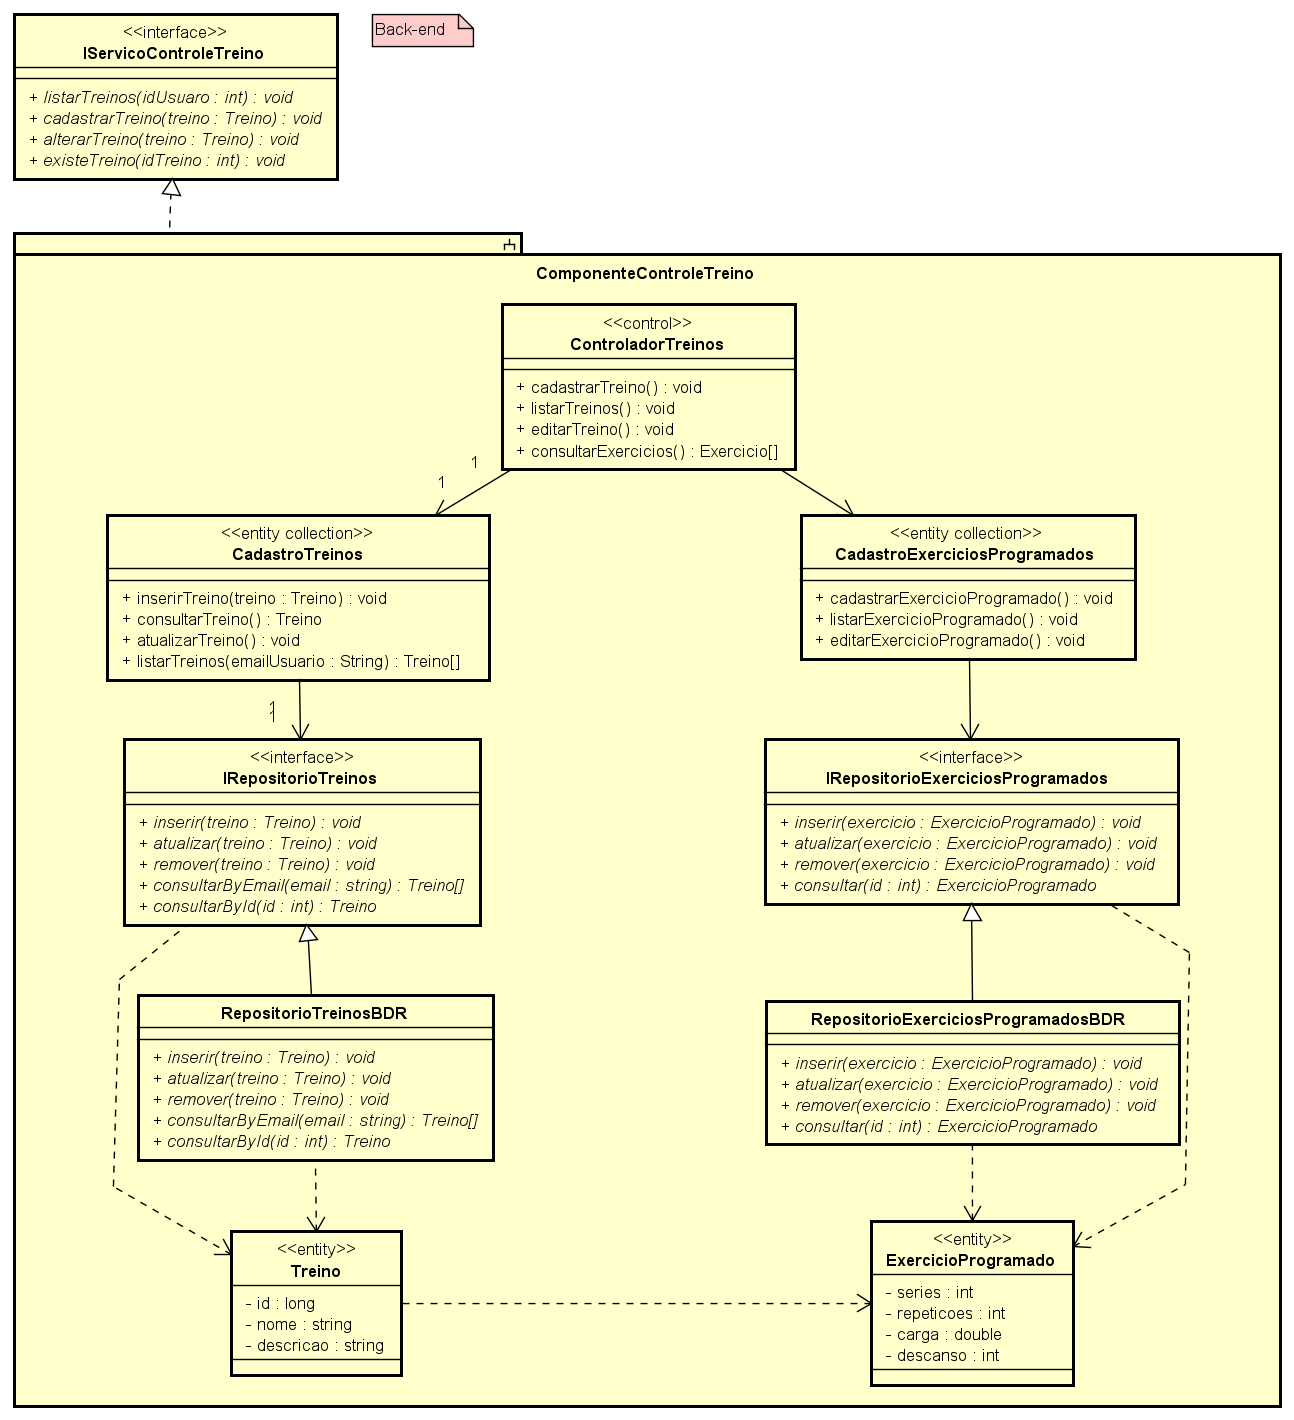 <<interface>>
IServicoControleTreino
+ listarTreinos(idUsuaro : int) : void
+ cadastrarTreino(treino : Treino) : void
+ alterarTreino(treino : Treino) : void
+ existeTreino(idTreino : int) : void
Back-end
ComponenteControleTreino
<<control>>
ControladorTreinos
+ cadastrarTreino() : void
+ listarTreinos() : void
+ editarTreino() : void
+ consultarExercicios() : Exercicio[]
1
1
<<entity collection>>
CadastroTreinos
+ inserirTreino(treino : Treino) : void
+ consultarTreino() : Treino
+ atualizarTreino() : void
+ listarTreinos(emailUsuario : String) : Treino[]
<<entity collection>>
CadastroExerciciosProgramados
+ cadastrarExercicioProgramado() : void
+ listarExercicioProgramado() : void
+ editarExercicioProgramado() : void
1
1
<<interface>>
IRepositorioTreinos
+ inserir(treino : Treino) : void
+ atualizar(treino : Treino) : void
+ remover(treino : Treino) : void
+ consultarByEmail(email : string) : Treino[]
+ consultarById(id : int) : Treino
<<interface>>
IRepositorioExerciciosProgramados
+ inserir(exercicio : ExercicioProgramado) : void
+ atualizar(exercicio : ExercicioProgramado) : void
+ remover(exercicio : ExercicioProgramado) : void
+ consultar(id : int) : ExercicioProgramado
RepositorioTreinosBDR
+ inserir(treino : Treino) : void
+ atualizar(treino : Treino) : void
+ remover(treino : Treino) : void
+ consultarByEmail(email : string) : Treino[]
+ consultarById(id : int) : Treino
RepositorioExerciciosProgramadosBDR
+ inserir(exercicio : ExercicioProgramado) : void
+ atualizar(exercicio : ExercicioProgramado) : void
+ remover(exercicio : ExercicioProgramado) : void
+ consultar(id : int) : ExercicioProgramado
<<entity>>
Treino
- id : long
- nome : string
- descricao : string
<<entity>>
ExercicioProgramado
- series : int
- repeticoes : int
- carga : double
- descanso : int